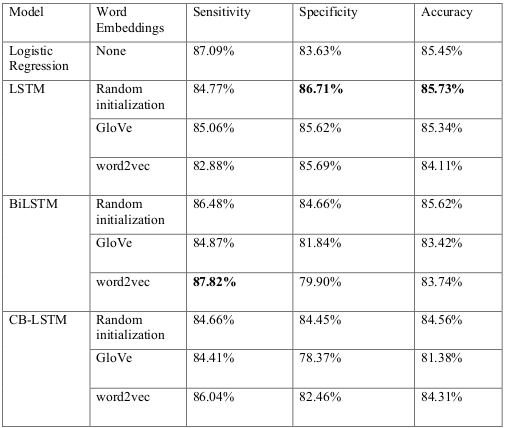 Model Word Embeddings Sensitivity Specificity Accuracy
Logistic Regression None 87.09% 83.63% 85.45%
LSTM Random initialization 84.77% 86.71% 85.73%
GloVe 85.06% 85.62% 85.34%
word2vec 82.88% 85.69% 84.11%
BiLSTM Random initialization 86.48% 84.66% 85.62%
GloVe 84.87% 81.84% 83.42%
word2vec 87.82% 79.90% 83.74%
CB-LSTM Random initialization 84.66% 84.45% 84.56%
GloVe 84.41% 78.37% 81.38%
word2vec 86.04% 82.46% 84.31%